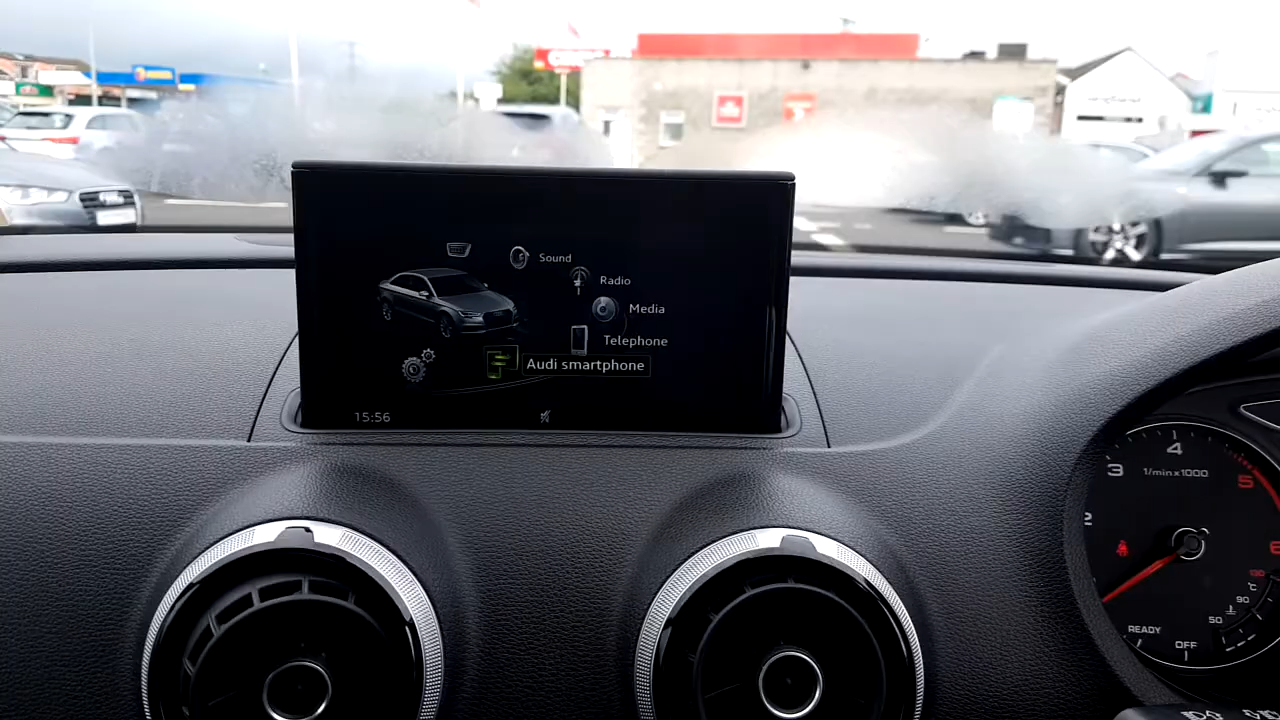 Sound
Radio
Media
Telephone
Audi smartphone
15:56
4
3
1/min x1000
5
2
6
130
°C
90
50
READY
OFF